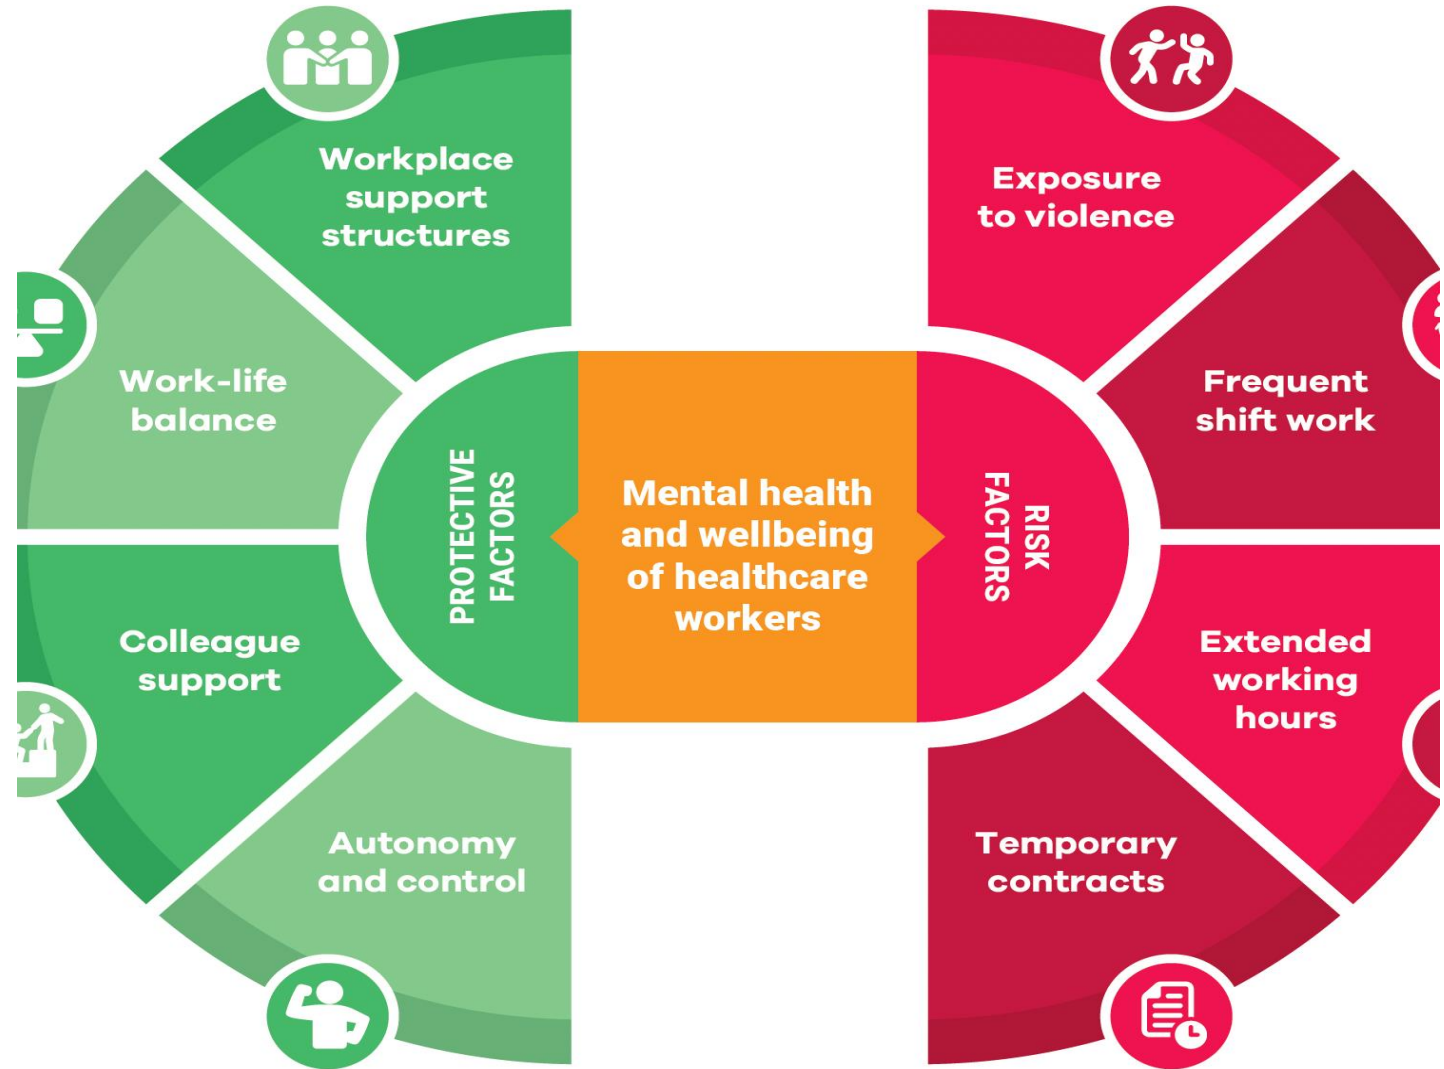 Workplace
support
structures
Work-life
balance
Colleague
support
Autonomy
and control
PROTECTIVE
FACTORS
Mental health
and wellbeing
of healthcare
workers
RISK
FACTORS
Exposure
to violence
Frequent
shift work
Extended
working
hours
Temporary
contracts